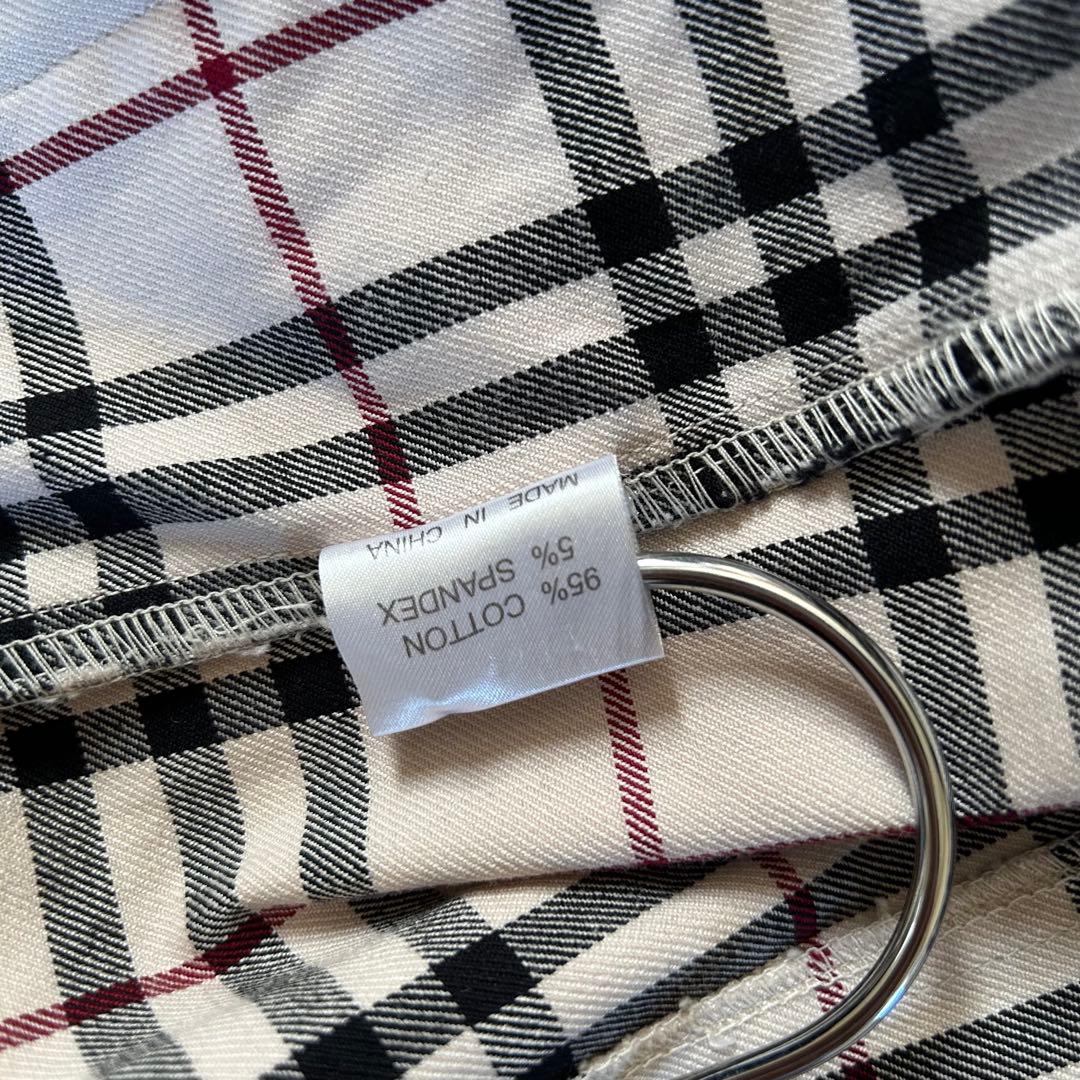 95% COTTON
5% SPANDEX
MADE IN CHINA